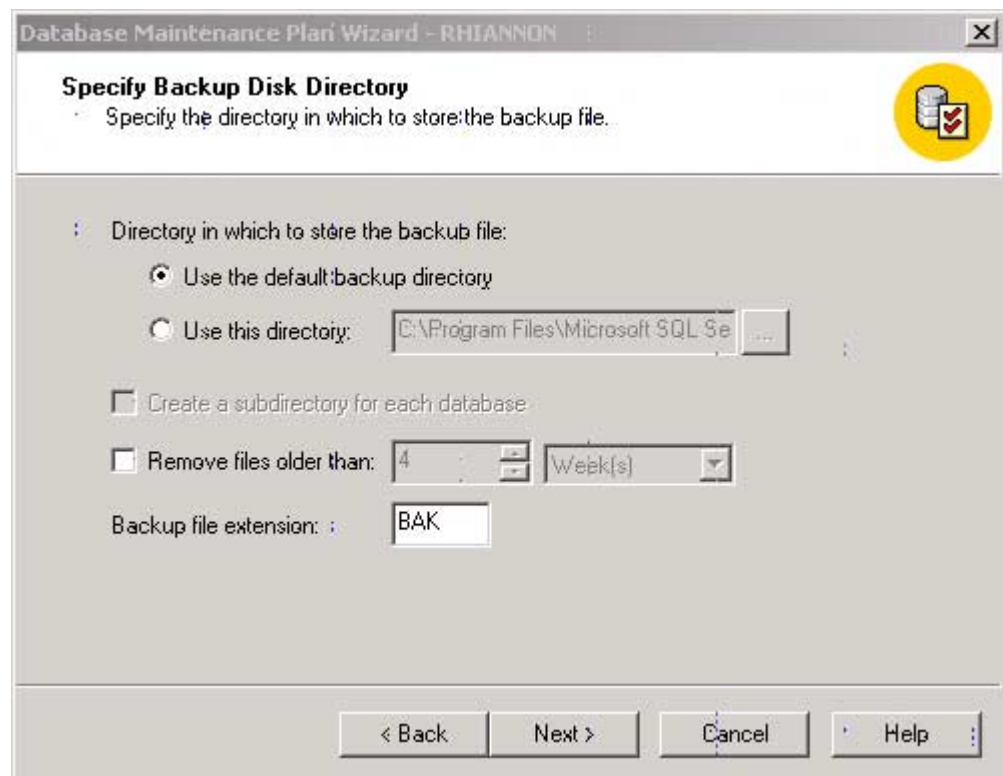 Database Maintenance Plan Wizard - RHIANNON
Specify Backup Disk Directory
Specify the directory in which to store the backup file.
Directory in which to store the backup file:
Use the default backup directory
Use this directory: C:\Program Files\Microsoft SQL Se ...
Create a subdirectory for each database
Remove files older than: 4 Week(s)
Backup file extension: BAK
< Back Next > Cancel Help